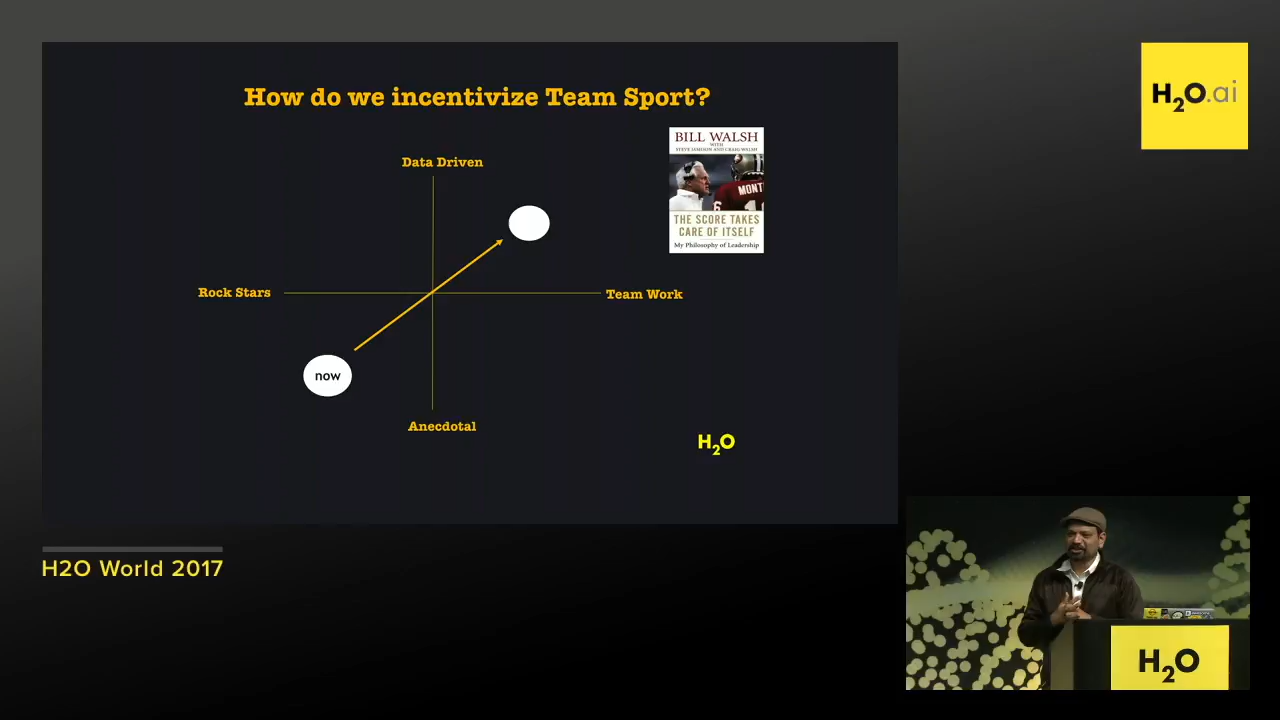 How do we incentivize Team Sport?
H2O.ai
BILL WALSH
WITH
STEVE JAMISON AND CRAIG WALSH
Data Driven
MONT
THE SCORE TAKES
CARE OF ITSELF
My Philosophy of Leadership
Rock Stars
Team Work
now
Anecdotal
H2O
H2O World 2017
H2O